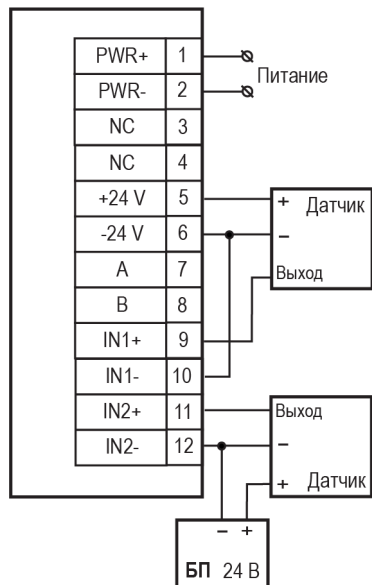 PWR+ 1
PWR- 2
Питание
NC 3
NC 4
+24 V 5
-24 V 6
A 7
B 8
IN1+ 9
IN1- 10
IN2+ 11
IN2- 12
+ Датчик
−
Выход
Выход
−
+ Датчик
− +
БП 24 В